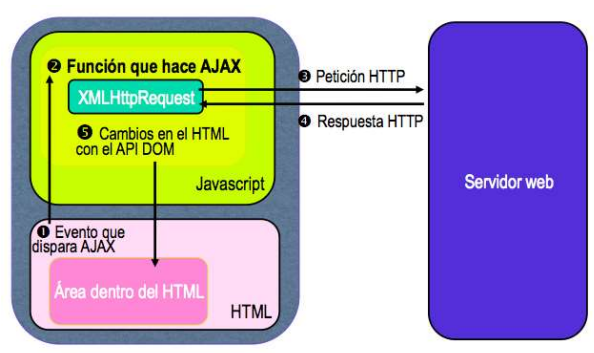 ❷ Función que hace AJAX
XMLHttpRequest
❸ Petición HTTP
❹ Respuesta HTTP
❺ Cambios en el HTML
con el API DOM
Javascript
Servidor web
❶ Evento que
dispara AJAX
Área dentro del HTML
HTML